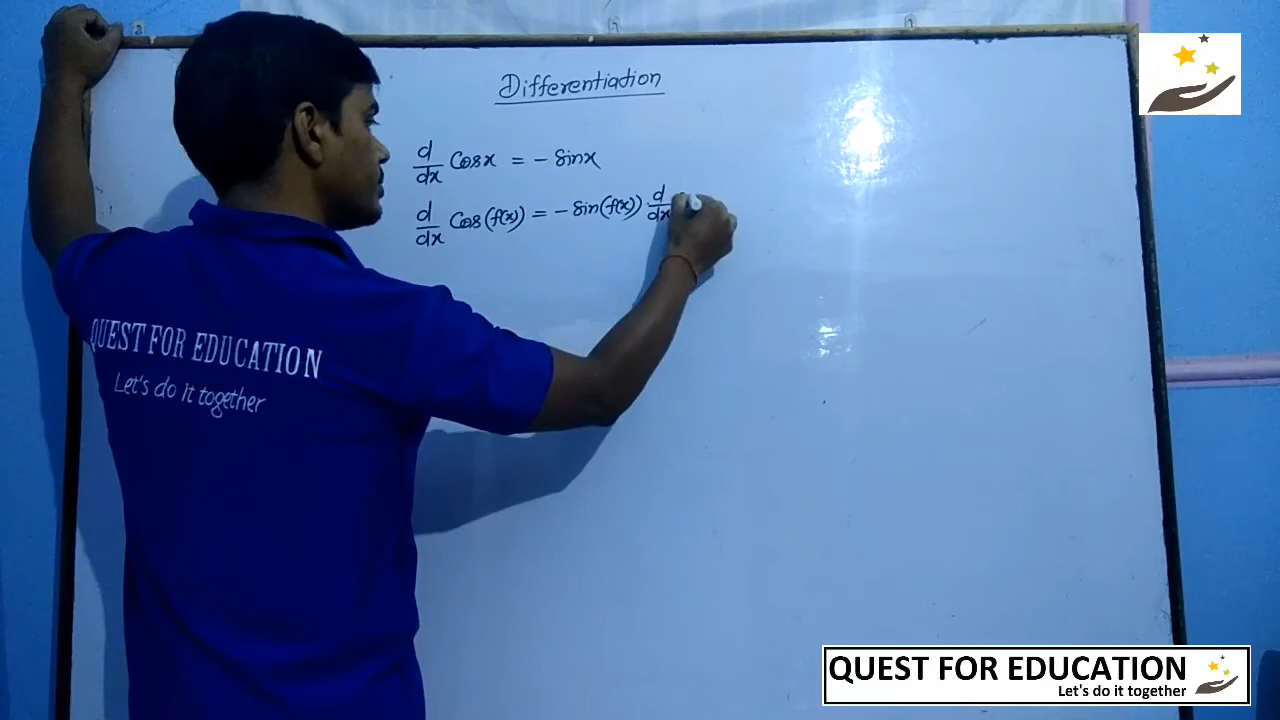 Differentiation
d/dx Cosx = - Sinx
d/dx Cos(f(x)) = - Sin(f(x)) d/dx
QUEST FOR EDUCATION
Let's do it together
QUEST FOR EDUCATION
Let's do it together